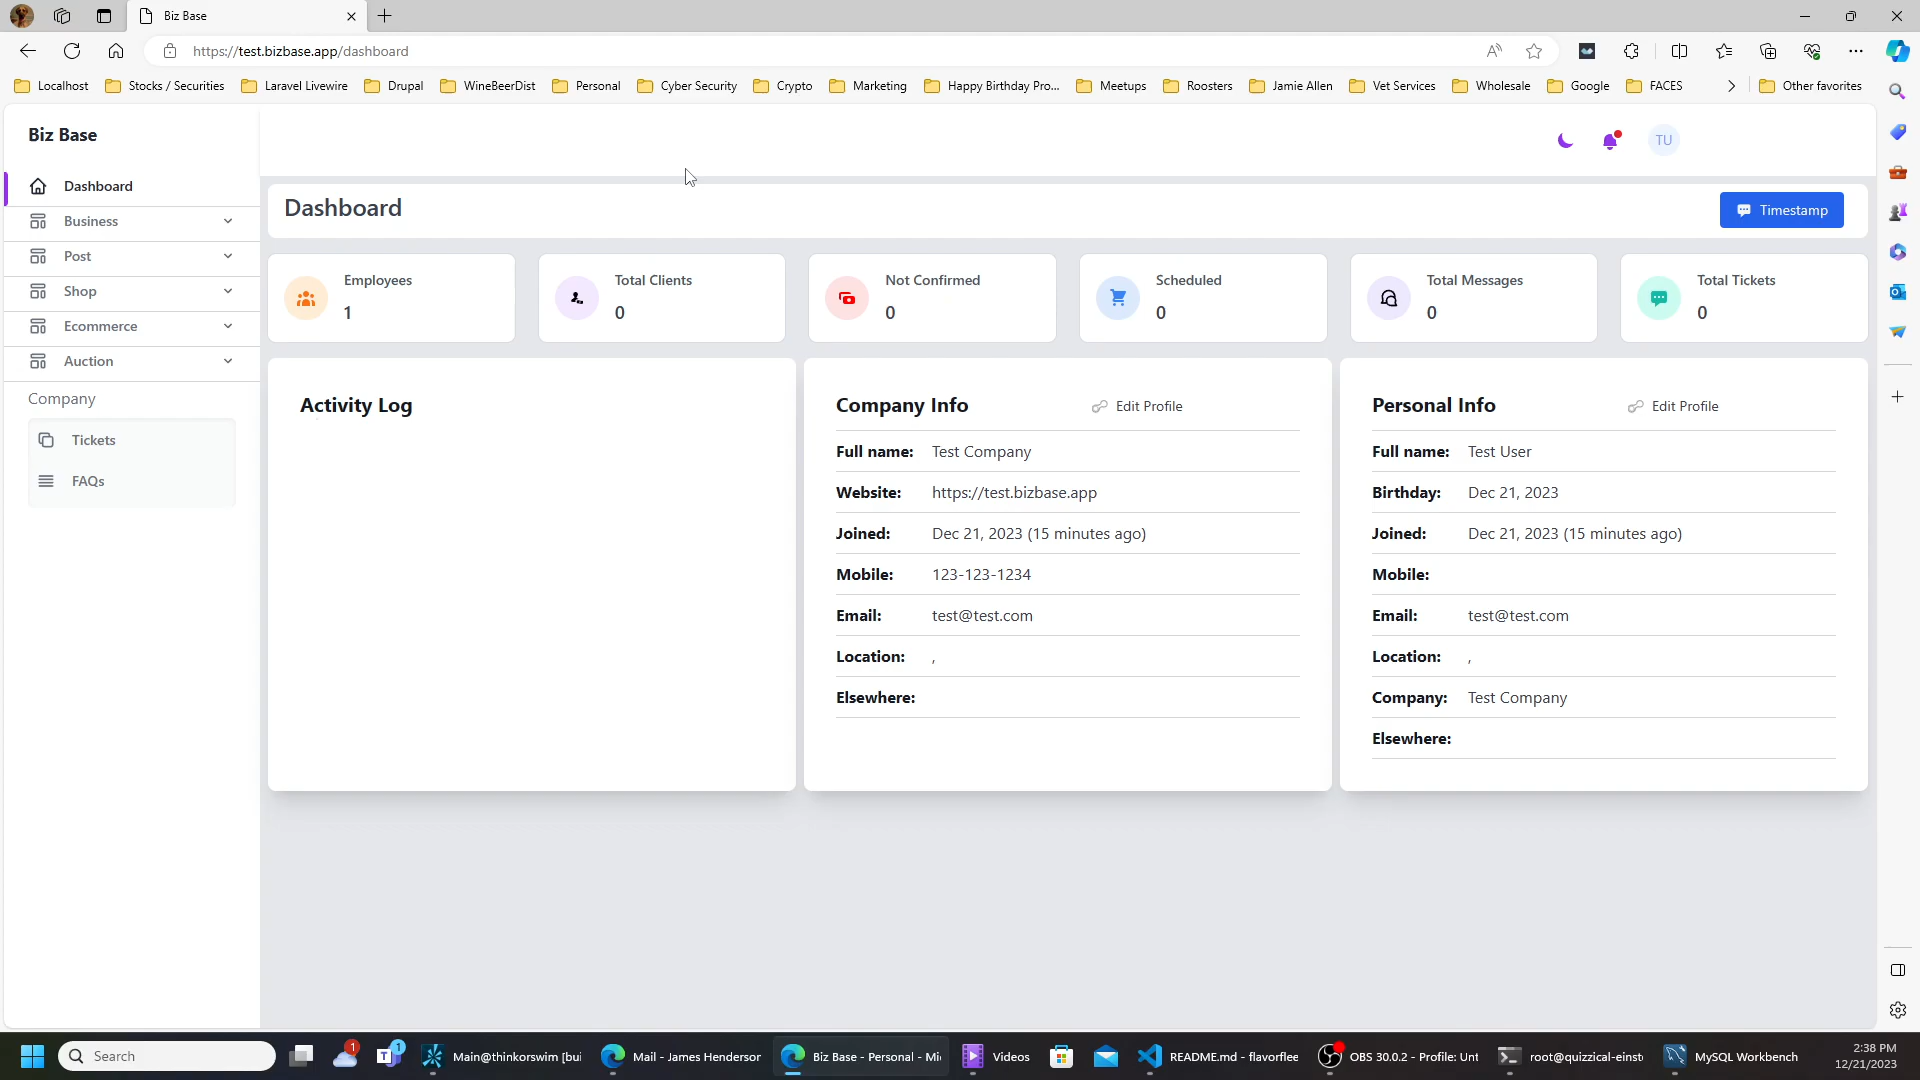 Biz Base
https://test.bizbase.app/dashboard
Localhost
Stocks / Securities
Laravel Livewire
Drupal
WineBeerDist
Personal
Cyber Security
Crypto
Marketing
Happy Birthday Pro...
Meetups
Roosters
Jamie Allen
Vet Services
Wholesale
Google
FACES
Other favorites
Biz Base
TU
Dashboard
Business
Post
Shop
Ecommerce
Auction
Company
Tickets
FAQs
Dashboard
Timestamp
Employees
1
Total Clients
0
Not Confirmed
0
Scheduled
0
Total Messages
0
Total Tickets
0
Activity Log
Company Info
Edit Profile
Full name: Test Company
Website: https://test.bizbase.app
Joined: Dec 21, 2023 (15 minutes ago)
Mobile: 123-123-1234
Email: test@test.com
Location: ,
Elsewhere:
Personal Info
Edit Profile
Full name: Test User
Birthday: Dec 21, 2023
Joined: Dec 21, 2023 (15 minutes ago)
Mobile:
Email: test@test.com
Location: ,
Company: Test Company
Elsewhere:
Search
1
1
Main@thinkorswim [bui
Mail - James Henderson
Biz Base - Personal - Mi
Videos
README.md - flavorflee
OBS 30.0.2 - Profile: Unt
root@quizzical-einst
MySQL Workbench
2:38 PM
12/21/2023